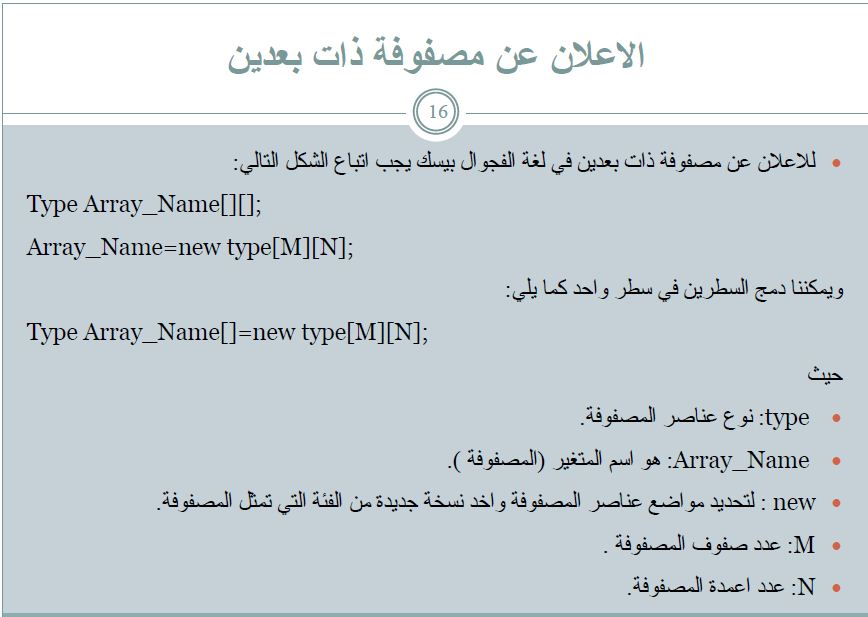 الاعلان عن مصفوفة ذات بعدين
16
• للاعلان عن مصفوفة ذات بعدين في لغة الفجوال بيسك يجب اتباع الشكل التالي:
Type Array_Name[][];
Array_Name=new type[M][N];
ويمكننا دمج السطرين في سطر واحد كما يلي:
Type Array_Name[]=new type[M][N];
حيث
• type: نوع عناصر المصفوفة.
• Array_Name: هو اسم المتغير (المصفوفة ).
• new : لتحديد مواضع عناصر المصفوفة واخد نسخة جديدة من الفئة التي تمثل المصفوفة.
• M: عدد صفوف المصفوفة .
• N: عدد اعمدة المصفوفة.